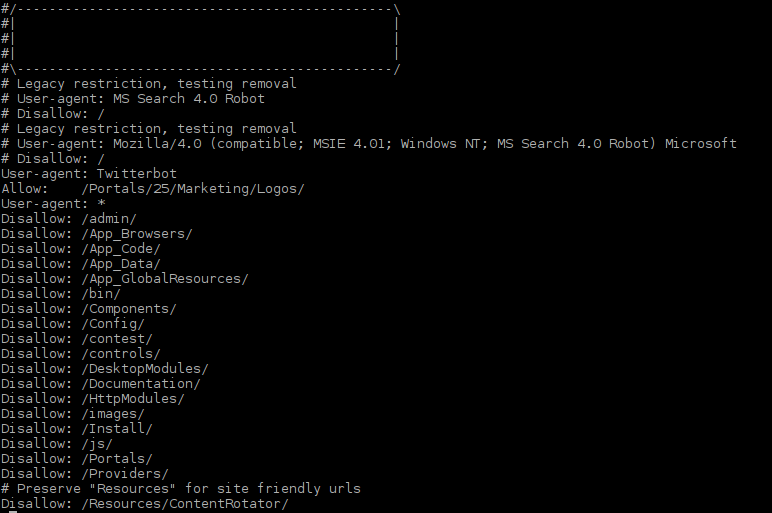 #/-----------------------------------------------\
#|                                               |
#|                                               |
#|                                               |
#\-----------------------------------------------/
# Legacy restriction, testing removal
# User-agent: MS Search 4.0 Robot
# Disallow: /
# Legacy restriction, testing removal
# User-agent: Mozilla/4.0 (compatible; MSIE 4.01; Windows NT; MS Search 4.0 Robot) Microsoft
# Disallow: /
User-agent: Twitterbot
Allow:    /Portals/25/Marketing/Logos/
User-agent: *
Disallow: /admin/
Disallow: /App_Browsers/
Disallow: /App_Code/
Disallow: /App_Data/
Disallow: /App_GlobalResources/
Disallow: /bin/
Disallow: /Components/
Disallow: /Config/
Disallow: /contest/
Disallow: /controls/
Disallow: /DesktopModules/
Disallow: /Documentation/
Disallow: /HttpModules/
Disallow: /images/
Disallow: /Install/
Disallow: /js/
Disallow: /Portals/
Disallow: /Providers/
# Preserve "Resources" for site friendly urls
Disallow: /Resources/ContentRotator/